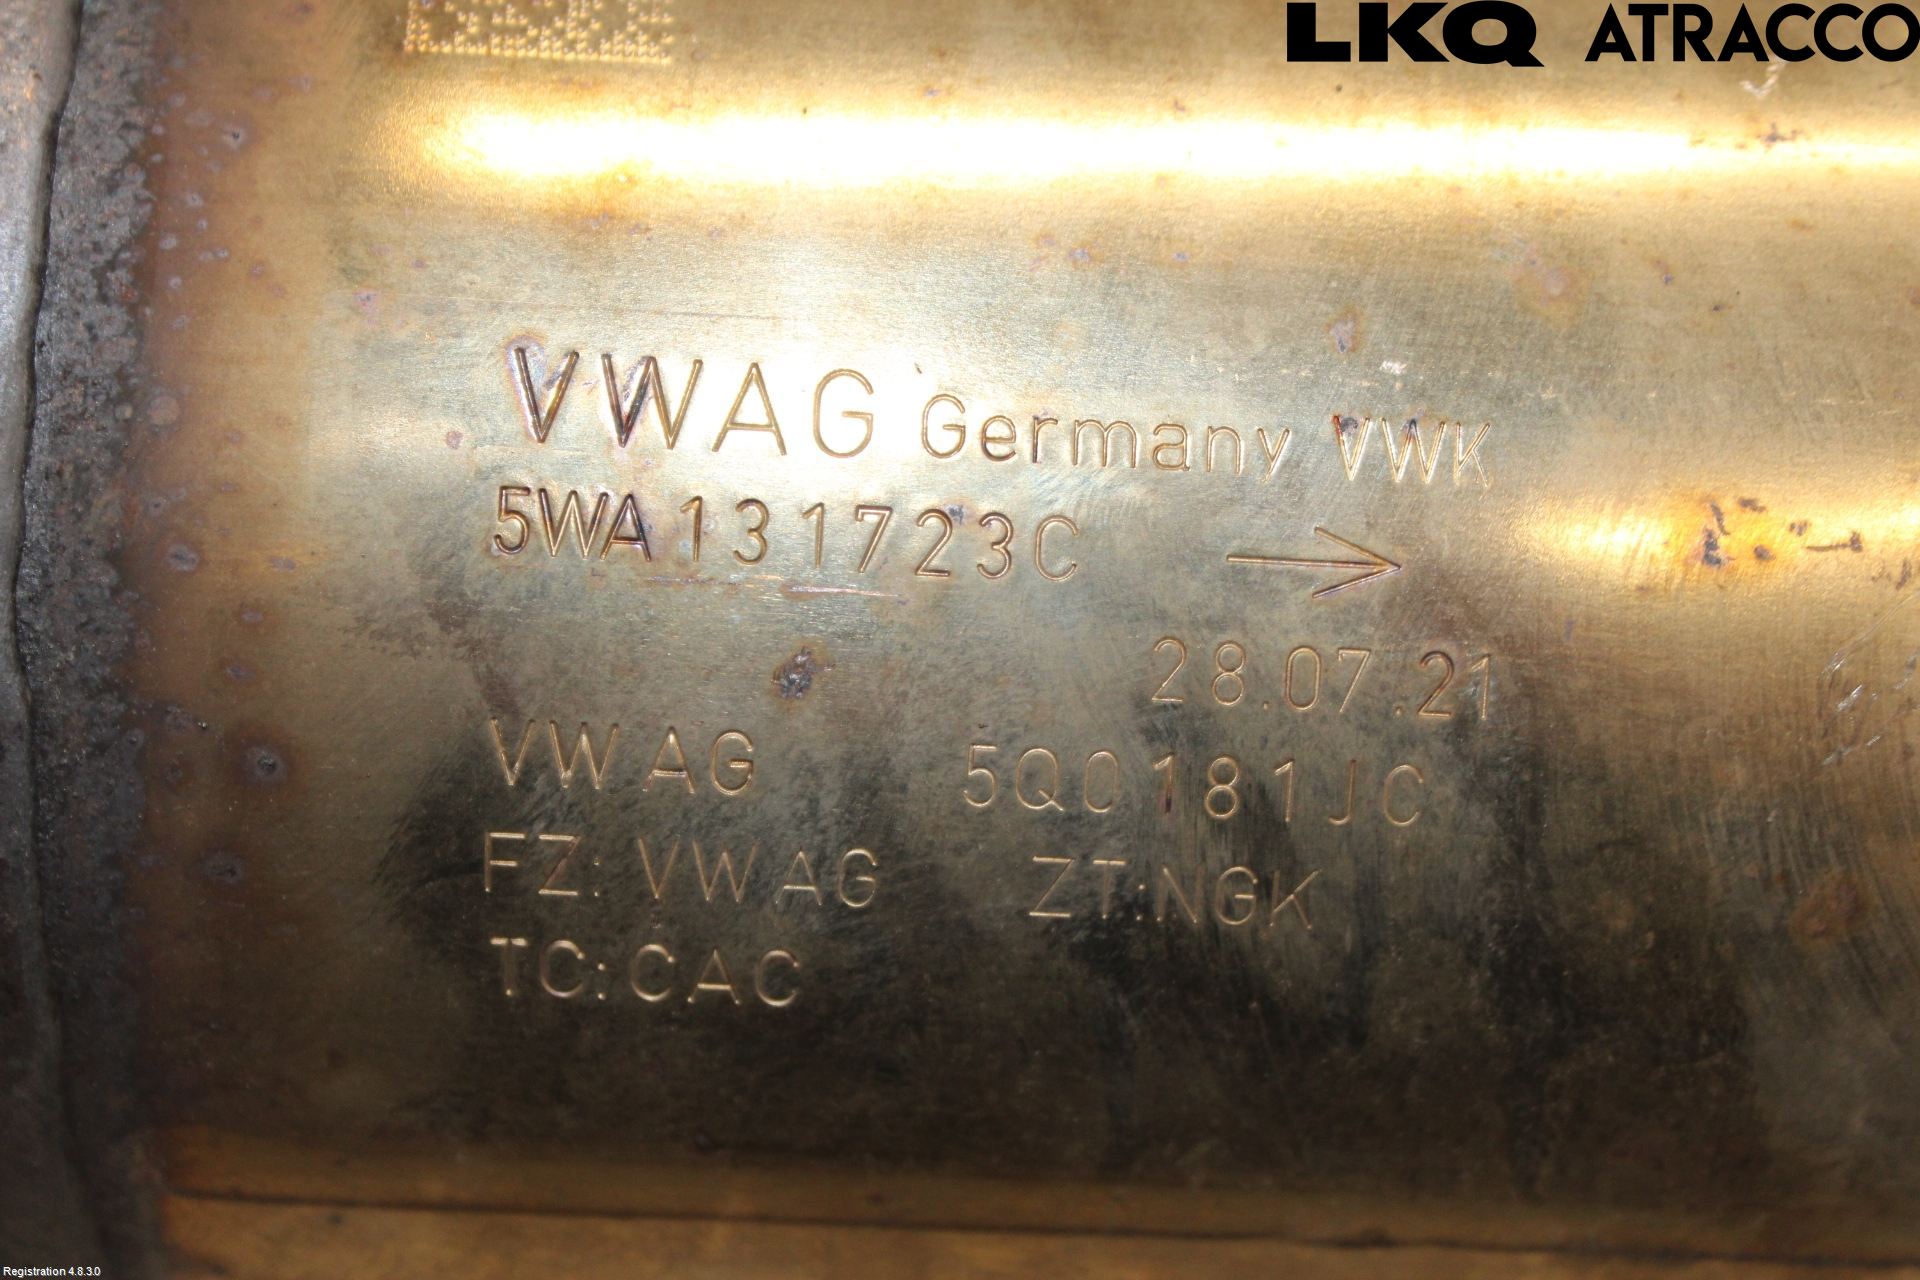 LKQ ATRACCO
VWAG Germany VWK
5WA131723C →
28.07.21
VWAG 5Q0181JC
FZ: VWAG ZT:NGK
TC:CAC
Registration 4.8.3.0